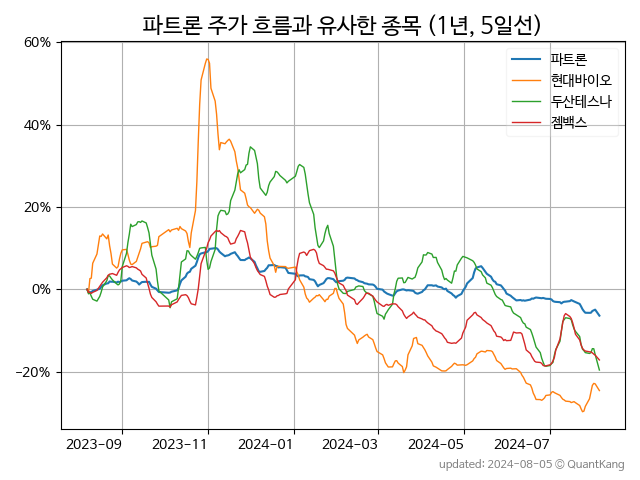 파트론 주가 흐름과 유사한 종목 (1년, 5일선)
60%
40%
20%
0%
−20%
파트론
현대바이오
두산테스나
젬백스
2023-09 2023-11 2024-01 2024-03 2024-05 2024-07
updated: 2024-08-05 © QuantKang